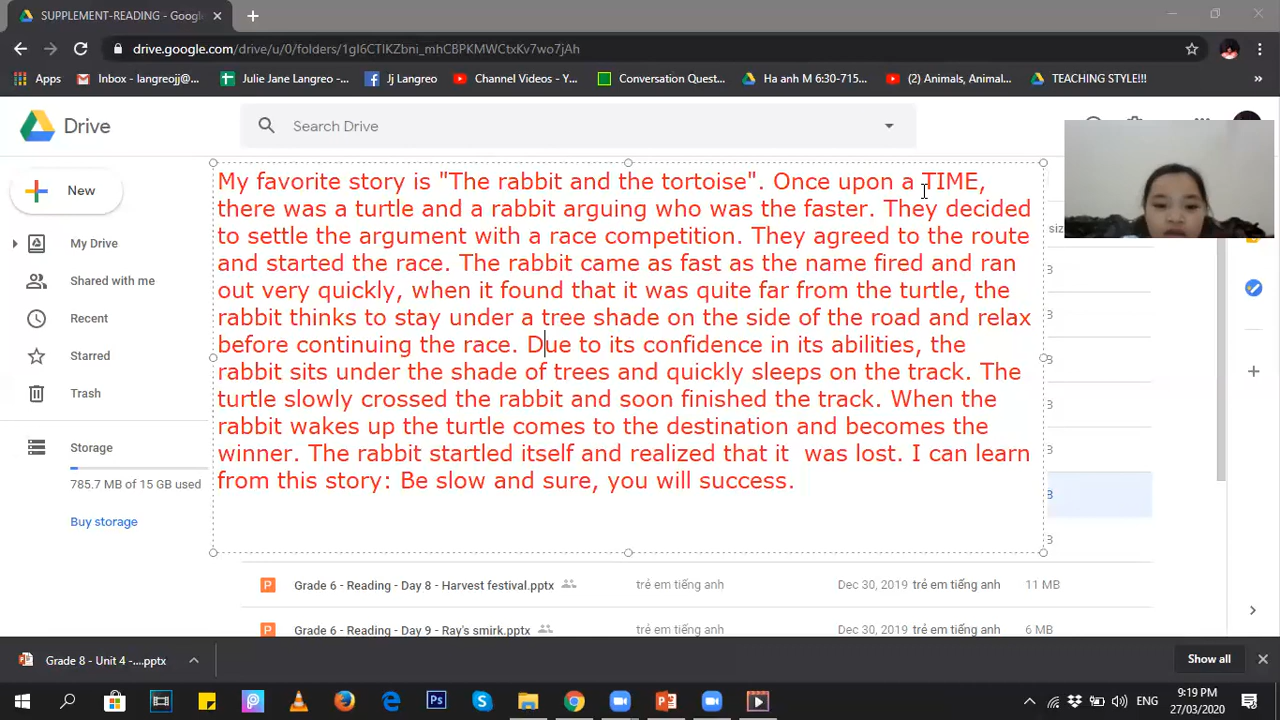 SUPPLEMENT-READING - Google
drive.google.com/drive/u/0/folders/1gI6CTIKZbni_mhCBPKMWCtxKv7wo7jAh
Apps Inbox - langreojj@g... Julie Jane Langreo -... Jj Langreo Channel Videos - Y... Conversation Quest... Ha anh M 6:30-715... (2) Animals, Animal... TEACHING STYLE!!! »
Drive
Search Drive
New
My Drive
Shared with me
Recent
Starred
Trash
Storage
785.7 MB of 15 GB used
Buy storage
My favorite story is "The rabbit and the tortoise". Once upon a TIME,
there was a turtle and a rabbit arguing who was the faster. They decided
to settle the argument with a race competition. They agreed to the route
and started the race. The rabbit came as fast as the name fired and ran
out very quickly, when it found that it was quite far from the turtle, the
rabbit thinks to stay under a tree shade on the side of the road and relax
before continuing the race. Due to its confidence in its abilities, the
rabbit sits under the shade of trees and quickly sleeps on the track. The
turtle slowly crossed the rabbit and soon finished the track. When the
rabbit wakes up the turtle comes to the destination and becomes the
winner. The rabbit startled itself and realized that it  was lost. I can learn
from this story: Be slow and sure, you will success.
size
B
B
B
B
B
B
B
Grade 6 - Reading - Day 8 - Harvest festival.pptx trẻ em tiếng anh Dec 30, 2019 trẻ em tiếng anh 11 MB
Grade 6 - Reading - Day 9 - Ray's smirk.pptx trẻ em tiếng anh Dec 30, 2019 trẻ em tiếng anh 6 MB
Grade 8 - Unit 4 -....pptx
Show all
ENG
9:19 PM
27/03/2020